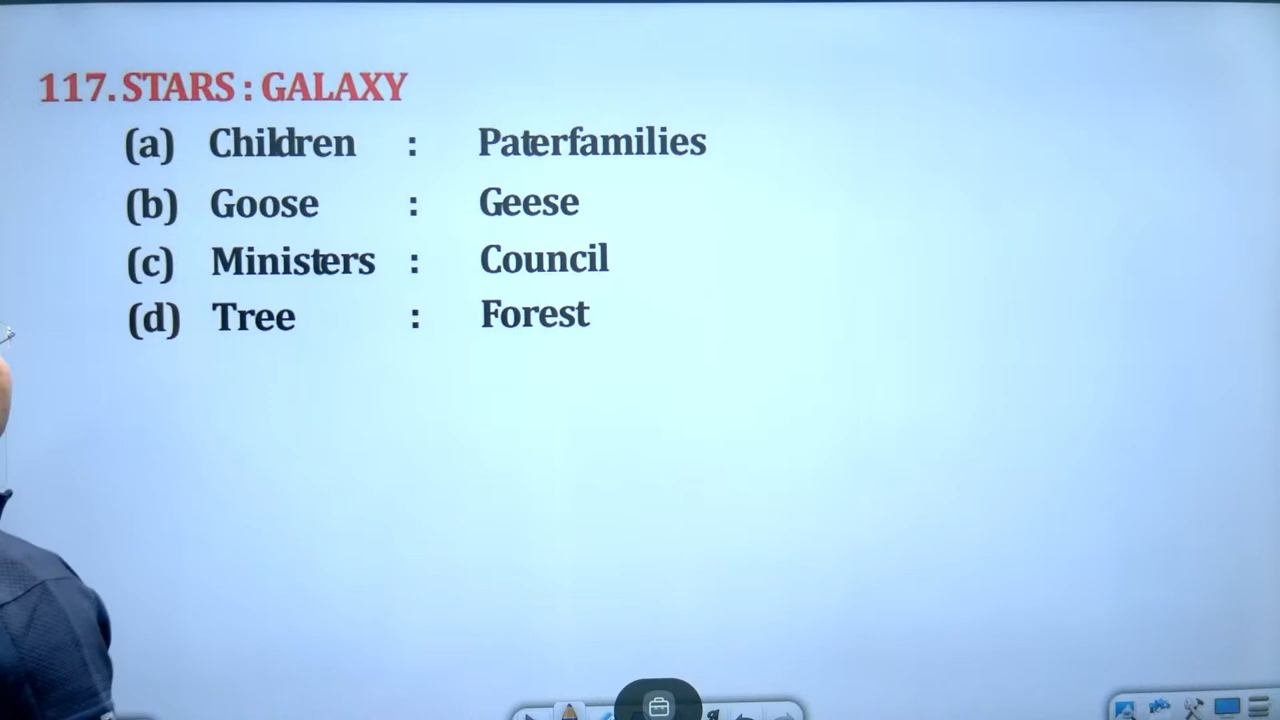 117. STARS : GALAXY
(a) Children : Paterfamilies
(b) Goose : Geese
(c) Ministers : Council
(d) Tree : Forest